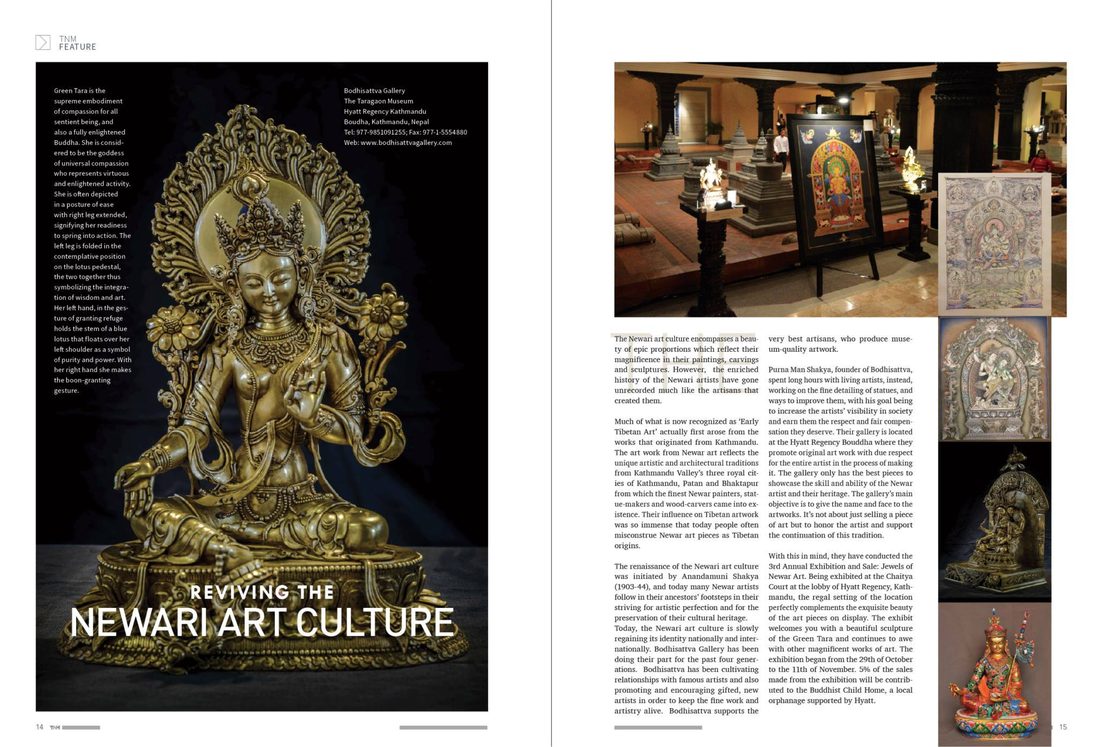 TNM
FEATURE
Green Tara is the
supreme embodiment
of compassion for all
sentient being, and
also a fully enlightened
Buddha. She is consid-
ered to be the goddess
of universal compassion
who represents virtuous
and enlightened activity.
She is often depicted
in a posture of ease
with right leg extended,
signifying her readiness
to spring into action. The
left leg is folded in the
contemplative position
on the lotus pedestal,
the two together thus
symbolizing the integra-
tion of wisdom and art.
Her left hand, in the ges-
ture of granting refuge
holds the stem of a blue
lotus that floats over her
left shoulder as a symbol
of purity and power. With
her right hand she makes
the boon-granting
gesture.
Bodhisattva Gallery
The Taragaon Museum
Hyatt Regency Kathmandu
Boudha, Kathmandu, Nepal
Tel: 977-9851091255; Fax: 977-1-5554880
Web: www.bodhisattvagallery.com
REVIVING THE
NEWARI ART CULTURE
14 TNM
The Newari art culture encompasses a beau-
ty of epic proportions which reflect their
magnificence in their paintings, carvings
and sculptures. However, the enriched
history of the Newari artists have gone
unrecorded much like the artisans that
created them.
Much of what is now recognized as ‘Early
Tibetan Art’ actually first arose from the
works that originated from Kathmandu.
The art work from Newar art reflects the
unique artistic and architectural traditions
from Kathmandu Valley’s three royal cit-
ies of Kathmandu, Patan and Bhaktapur
from which the finest Newar painters, stat-
ue-makers and wood-carvers came into ex-
istence. Their influence on Tibetan artwork
was so immense that today people often
misconstrue Newar art pieces as Tibetan
origins.
The renaissance of the Newari art culture
was initiated by Anandamuni Shakya
(1903-44), and today many Newar artists
follow in their ancestors’ footsteps in their
striving for artistic perfection and for the
preservation of their cultural heritage.
Today, the Newari art culture is slowly
regaining its identity nationally and inter-
nationally. Bodhisattva Gallery has been
doing their part for the past four gener-
ations. Bodhisattva has been cultivating
relationships with famous artists and also
promoting and encouraging gifted, new
artists in order to keep the fine work and
artistry alive. Bodhisattva supports the
very best artisans, who produce muse-
um-quality artwork.
Purna Man Shakya, founder of Bodhisattva,
spent long hours with living artists, instead,
working on the fine detailing of statues, and
ways to improve them, with his goal being
to increase the artists’ visibility in society
and earn them the respect and fair compen-
sation they deserve. Their gallery is located
at the Hyatt Regency Bouddha where they
promote original art work with due respect
for the entire artist in the process of making
it. The gallery only has the best pieces to
showcase the skill and ability of the Newar
artist and their heritage. The gallery’s main
objective is to give the name and face to the
artworks. It’s not about just selling a piece
of art but to honor the artist and support
the continuation of this tradition.
With this in mind, they have conducted the
3rd Annual Exhibition and Sale: Jewels of
Newar Art. Being exhibited at the Chaitya
Court at the lobby of Hyatt Regency, Kath-
mandu, the regal setting of the location
perfectly complements the exquisite beauty
of the art pieces on display. The exhibit
welcomes you with a beautiful sculpture
of the Green Tara and continues to awe
with other magnificent works of art. The
exhibition began from the 29th of October
to the 11th of November. 5% of the sales
made from the exhibition will be contrib-
uted to the Buddhist Child Home, a local
orphanage supported by Hyatt.
15